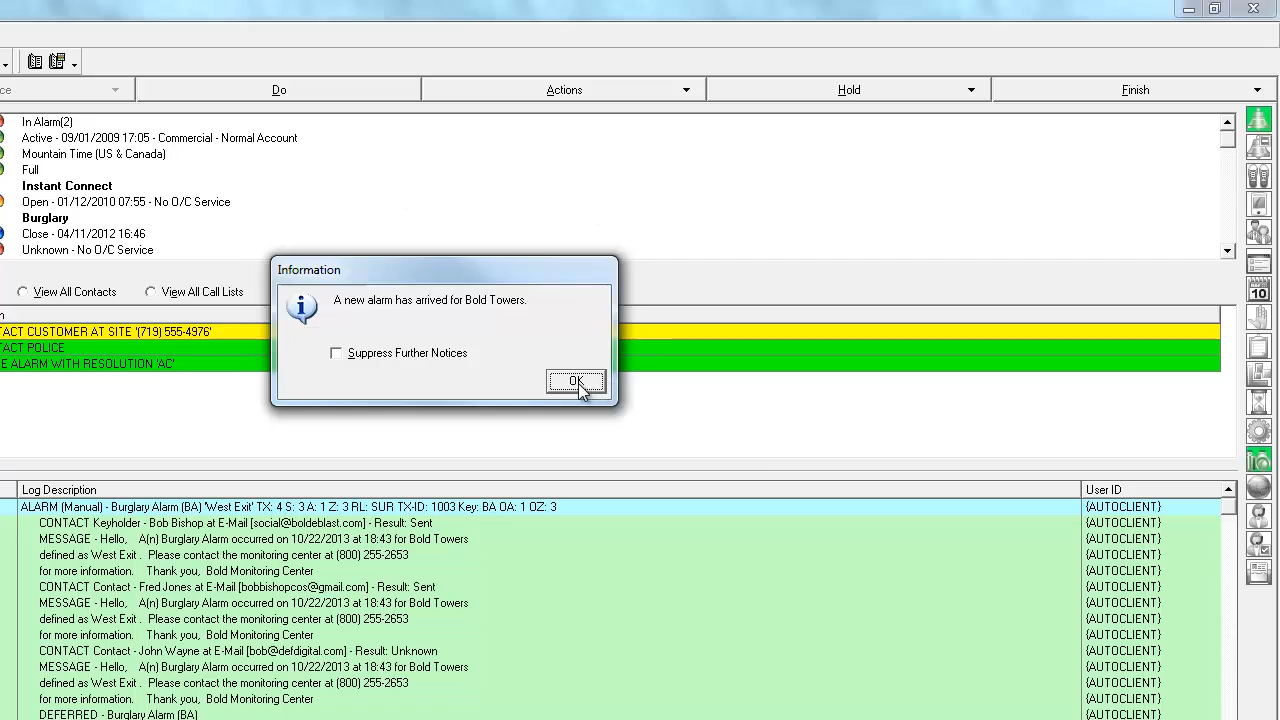 ce
Do
Actions
Hold
Finish
In Alarm(2)
Active - 09/01/2009 17:05 - Commercial - Normal Account
Mountain Time (US & Canada)
Full
Instant Connect
Open - 01/12/2010 07:55 - No O/C Service
Burglary
Close - 04/11/2012 16:46
Unknown - No O/C Service
View All Contacts
View All Call Lists
n
TACT CUSTOMER AT SITE '(719) 555-4976'
TACT POLICE
E ALARM WITH RESOLUTION 'AC'
Information
A new alarm has arrived for Bold Towers.
Suppress Further Notices
OK
10
Log Description
User ID
ALARM (Manual) - Burglary Alarm (BA) 'West Exit' TX: 4 S: 3 A: 1 Z: 3 RL: SUR TX-ID: 1003 Key: BA OA: 1 OZ: 3
{AUTOCLIENT}
CONTACT Keyholder - Bob Bishop at E-Mail [social@boldeblast.com] - Result: Sent
{AUTOCLIENT}
MESSAGE - Hello, A(n) Burglary Alarm occurred on 10/22/2013 at 18:43 for Bold Towers
{AUTOCLIENT}
defined as West Exit . Please contact the monitoring center at (800) 255-2653
{AUTOCLIENT}
for more information. Thank you, Bold Monitoring Center
{AUTOCLIENT}
CONTACT Contact - Fred Jones at E-Mail [bobbishopcos@gmail.com] - Result: Sent
{AUTOCLIENT}
MESSAGE - Hello, A(n) Burglary Alarm occurred on 10/22/2013 at 18:43 for Bold Towers
{AUTOCLIENT}
defined as West Exit . Please contact the monitoring center at (800) 255-2653
{AUTOCLIENT}
for more information. Thank you, Bold Monitoring Center
{AUTOCLIENT}
CONTACT Contact - John Wayne at E-Mail [bob@defdigital.com] - Result: Unknown
{AUTOCLIENT}
MESSAGE - Hello, A(n) Burglary Alarm occurred on 10/22/2013 at 18:43 for Bold Towers
{AUTOCLIENT}
defined as West Exit . Please contact the monitoring center at (800) 255-2653
{AUTOCLIENT}
for more information. Thank you, Bold Monitoring Center
{AUTOCLIENT}
DEFERRED - Burglary Alarm (BA)
{AUTOCLIENT}